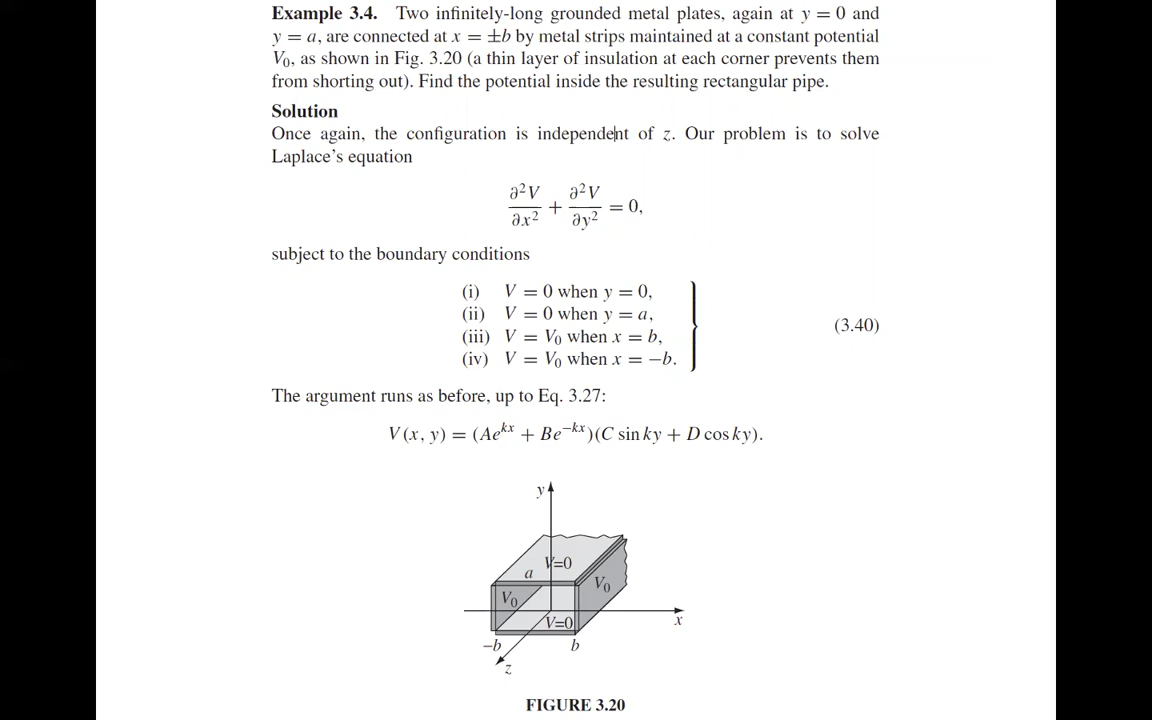 Example 3.4. Two infinitely-long grounded metal plates, again at y = 0 and
y = a, are connected at x = ±b by metal strips maintained at a constant potential
V₀, as shown in Fig. 3.20 (a thin layer of insulation at each corner prevents them
from shorting out). Find the potential inside the resulting rectangular pipe.
Solution
Once again, the configuration is independent of z. Our problem is to solve
Laplace's equation
∂²V/∂x² + ∂²V/∂y² = 0,
subject to the boundary conditions
(i) V = 0 when y = 0,
(ii) V = 0 when y = a,
(iii) V = V₀ when x = b,
(iv) V = V₀ when x = −b.
(3.40)
The argument runs as before, up to Eq. 3.27:
V(x, y) = (Ae^{kx} + Be^{−kx})(C sin ky + D cos ky).
y
V=0
a
V₀
V₀
V=0
x
−b
b
z
FIGURE 3.20